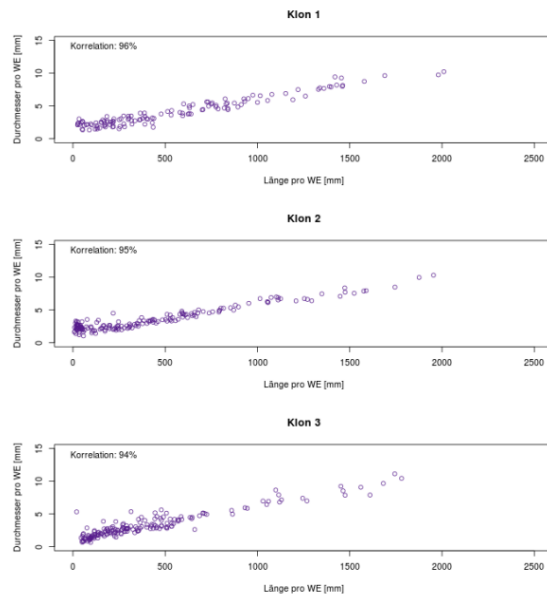 Klon 1
Korrelation: 96%
Durchmesser pro WE [mm]
15
10
5
0
0 500 1000 1500 2000 2500
Länge pro WE [mm]
Klon 2
Korrelation: 95%
Durchmesser pro WE [mm]
15
10
5
0
0 500 1000 1500 2000 2500
Länge pro WE [mm]
Klon 3
Korrelation: 94%
Durchmesser pro WE [mm]
15
10
5
0
0 500 1000 1500 2000 2500
Länge pro WE [mm]